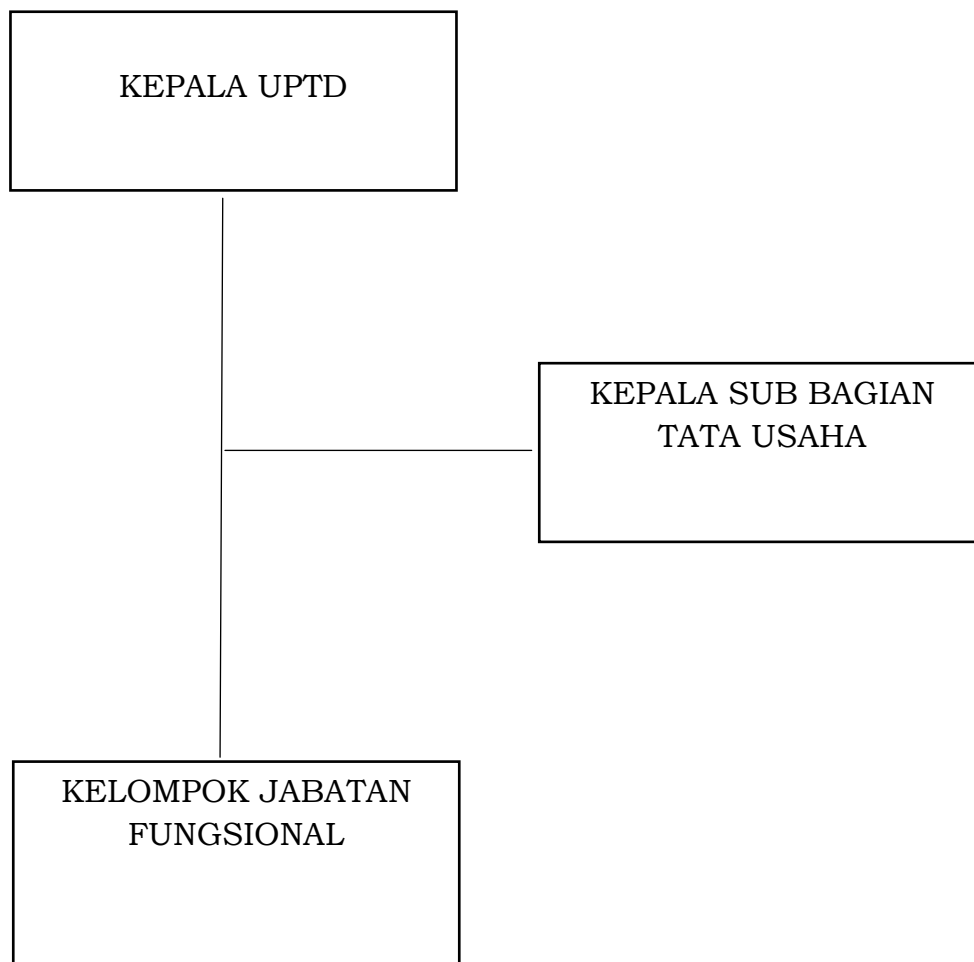 KEPALA UPTD
KEPALA SUB BAGIAN
TATA USAHA
KELOMPOK JABATAN
FUNGSIONAL